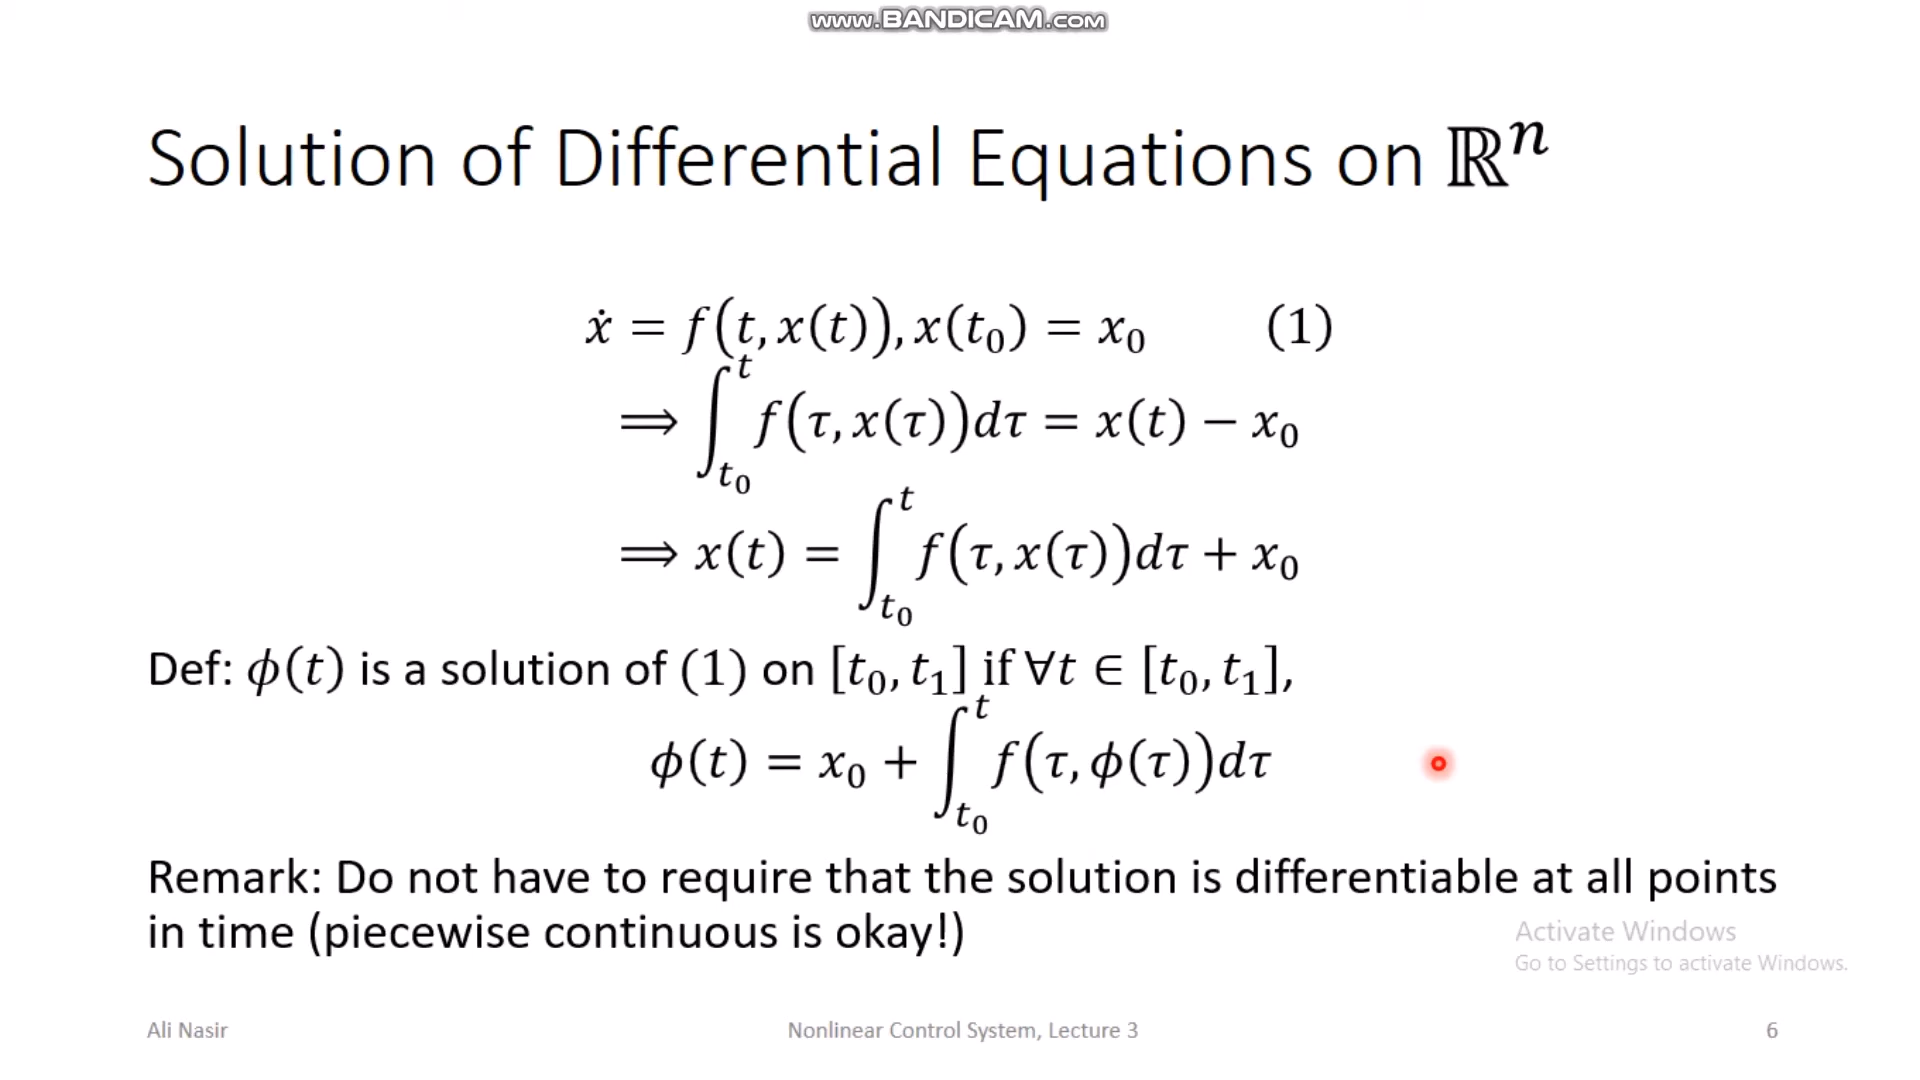 www.BANDICAM.com
Solution of Differential Equations on ℝⁿ
ẋ = f(t, x(t)), x(t₀) = x₀ (1)
⟹ ∫_{t₀}^{t} f(τ, x(τ))dτ = x(t) − x₀
⟹ x(t) = ∫_{t₀}^{t} f(τ, x(τ))dτ + x₀
Def: ϕ(t) is a solution of (1) on [t₀, t₁] if ∀t ∈ [t₀, t₁],
ϕ(t) = x₀ + ∫_{t₀}^{t} f(τ, ϕ(τ))dτ
Remark: Do not have to require that the solution is differentiable at all points
in time (piecewise continuous is okay!)
Activate Windows
Go to Settings to activate Windows.
Ali Nasir
Nonlinear Control System, Lecture 3
6